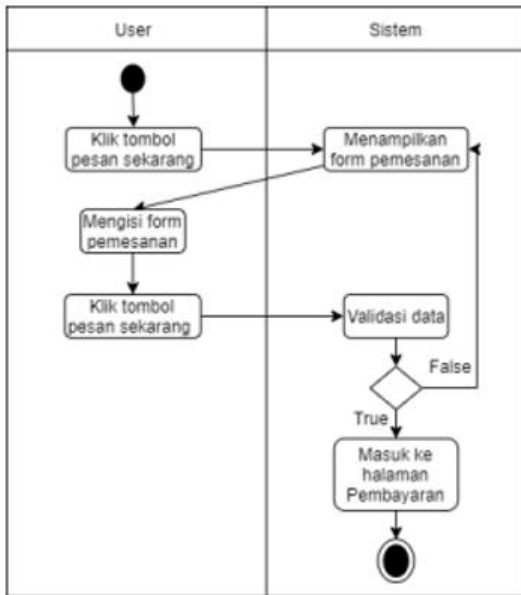 User
Sistem
Klik tombol
pesan sekarang
Menampilkan
form pemesanan
Mengisi form
pemesanan
Klik tombol
pesan sekarang
Validasi data
False
True
Masuk ke
halaman
Pembayaran